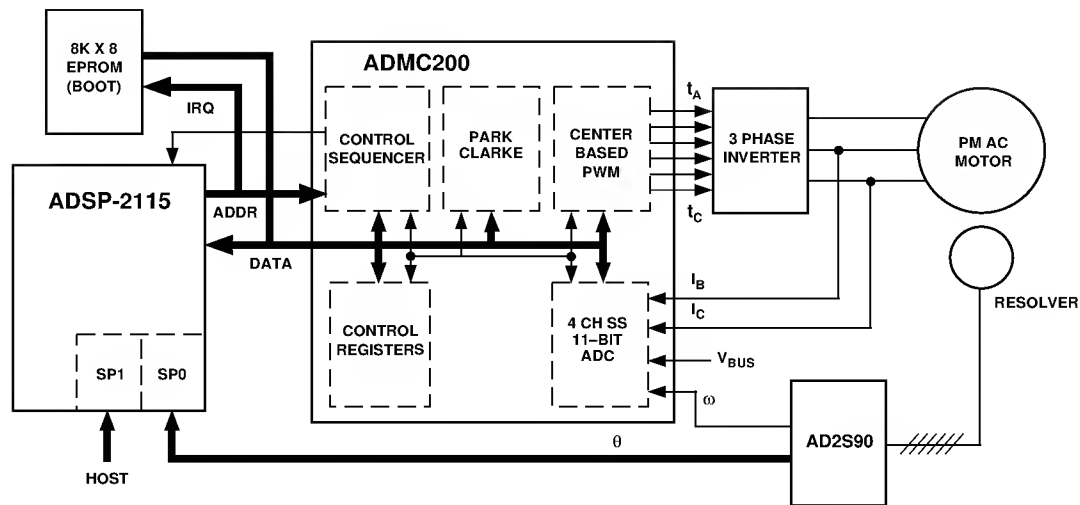 8K X 8
EPROM
(BOOT)
IRQ
ADSP-2115
ADDR
DATA
SP1
SP0
HOST
ADMC200
CONTROL
SEQUENCER
PARK
CLARKE
CENTER
BASED
PWM
CONTROL
REGISTERS
4 CH SS
11–BIT
ADC
tA
tC
3 PHASE
INVERTER
PM AC
MOTOR
IB
IC
VBUS
ω
θ
RESOLVER
AD2S90